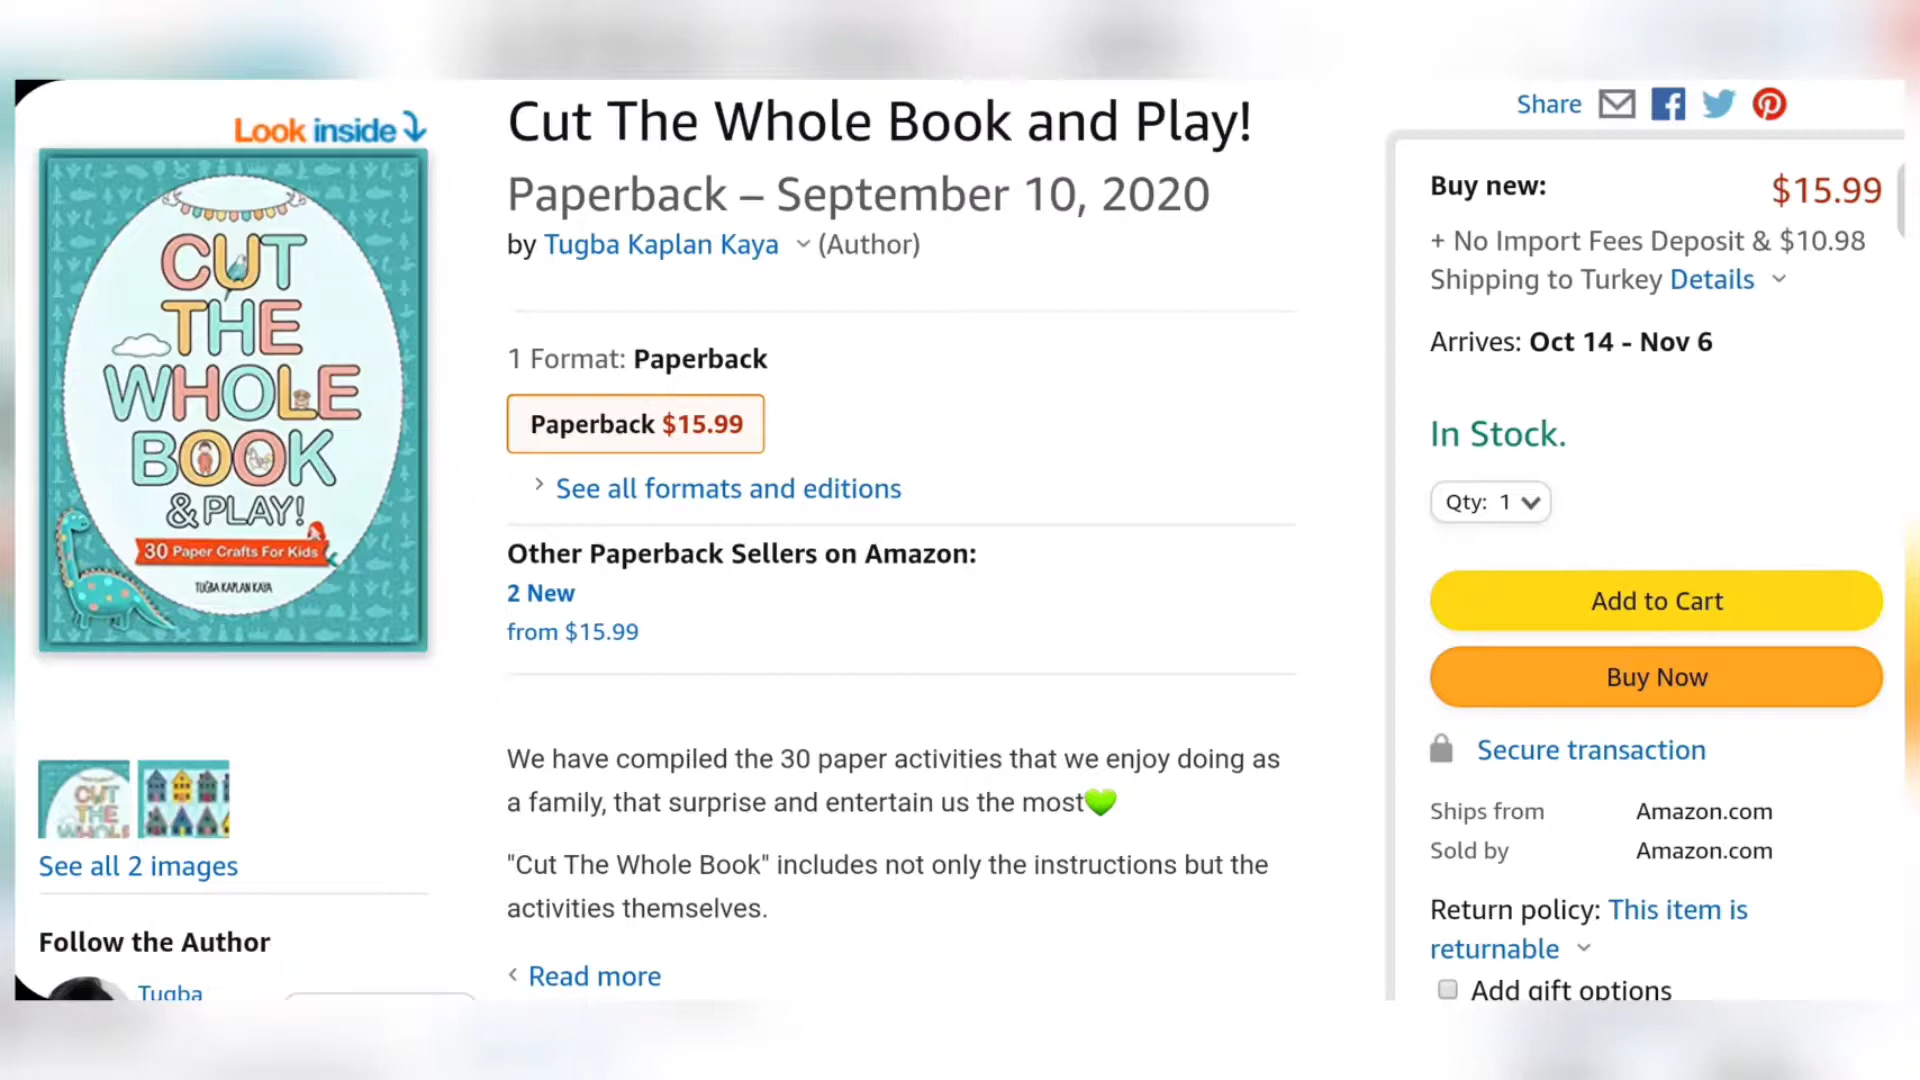 Look inside
CUT
THE
WHOLE
BOOK
& PLAY!
30 Paper Crafts For Kids
TUĞBA KAPLAN KAYA
CUT
THE
WHOLE
See all 2 images
Follow the Author
Tugba
Cut The Whole Book and Play!
Paperback – September 10, 2020
by Tugba Kaplan Kaya (Author)
1 Format: Paperback
Paperback $15.99
See all formats and editions
Other Paperback Sellers on Amazon:
2 New
from $15.99
We have compiled the 30 paper activities that we enjoy doing as
a family, that surprise and entertain us the most💚
"Cut The Whole Book" includes not only the instructions but the
activities themselves.
Read more
Share
Buy new: $15.99
+ No Import Fees Deposit & $10.98
Shipping to Turkey Details
Arrives: Oct 14 - Nov 6
In Stock.
Qty: 1
Add to Cart
Buy Now
Secure transaction
Ships from Amazon.com
Sold by Amazon.com
Return policy: This item is
returnable
Add gift options